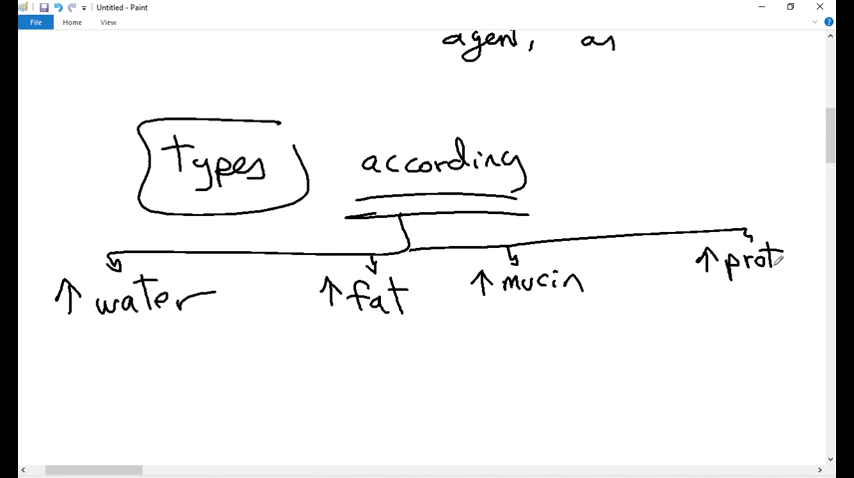 Untitled - Paint
File Home View
agent, as
types according
↑ water ↑ fat ↑ mucin ↑ prot